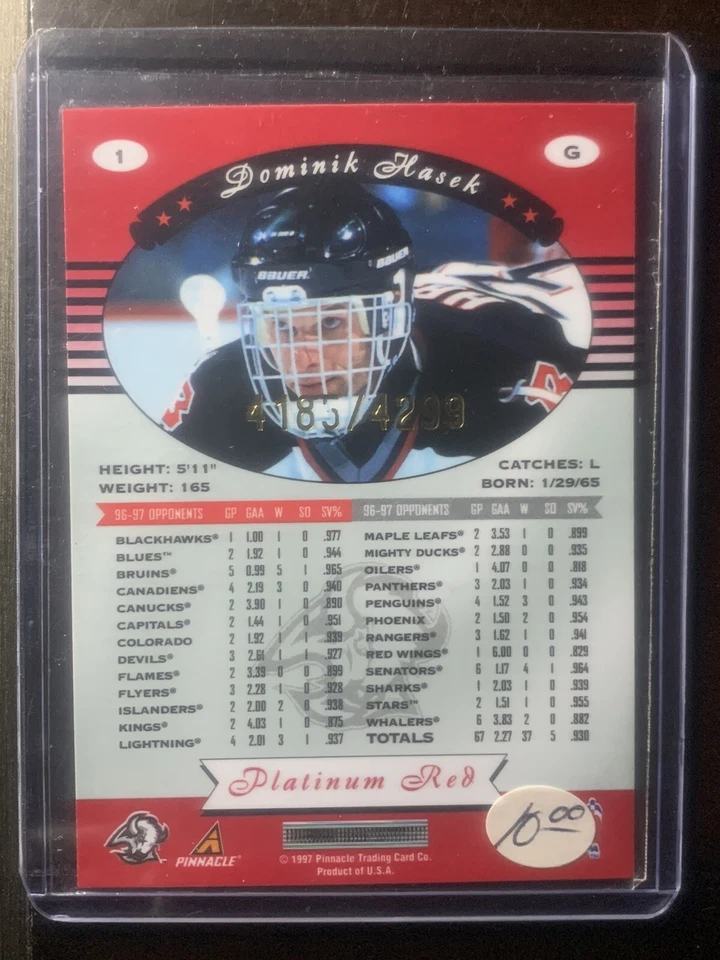 1
G
Dominik Hasek
BAUER
BAUER
4183/4299
HEIGHT: 5'11"
WEIGHT: 165
CATCHES: L
BORN: 1/29/65
96-97 OPPONENTS GP GAA W SO SV%
BLACKHAWKS® 1 1.00 1 0 .977
BLUES™ 2 1.92 1 0 .944
BRUINS® 5 0.99 5 1 .965
CANADIENS® 4 2.19 3 0 .940
CANUCKS® 2 3.90 1 0 .890
CAPITALS® 2 1.44 1 0 .951
COLORADO 2 1.92 1 1 .939
DEVILS® 3 2.61 1 .927
FLAMES® 2 3.39 0 .899
FLYERS® 3 2.28 1 0 .928
ISLANDERS® 2 2.00 2 .938
KINGS® 2 4.03 1 0 .875
LIGHTNING® 4 2.01 3 1 .937
96-97 OPPONENTS GP GAA W SO SV%
MAPLE LEAFS® 2 3.53 1 0 .899
MIGHTY DUCKS® 2 2.88 0 0 .935
OILERS® 1 4.07 0 0 .818
PANTHERS® 3 2.03 1 0 .934
PENGUINS® 4 1.52 3 0 .943
PHOENIX 2 1.50 2 0 .954
RANGERS® 3 1.62 1 0 .941
RED WINGS® 1 6.00 0 0 .829
SENATORS® 6 1.17 4 1 .964
SHARKS® 1 2.03 1 0 .939
STARS™ 2 1.51 1 0 .955
WHALERS® 6 3.83 2 0 .882
TOTALS 67 2.27 37 5 .930
Platinum Red
10.00
PINNACLE®
© 1997 Pinnacle Trading Card Co.
Product of U.S.A.